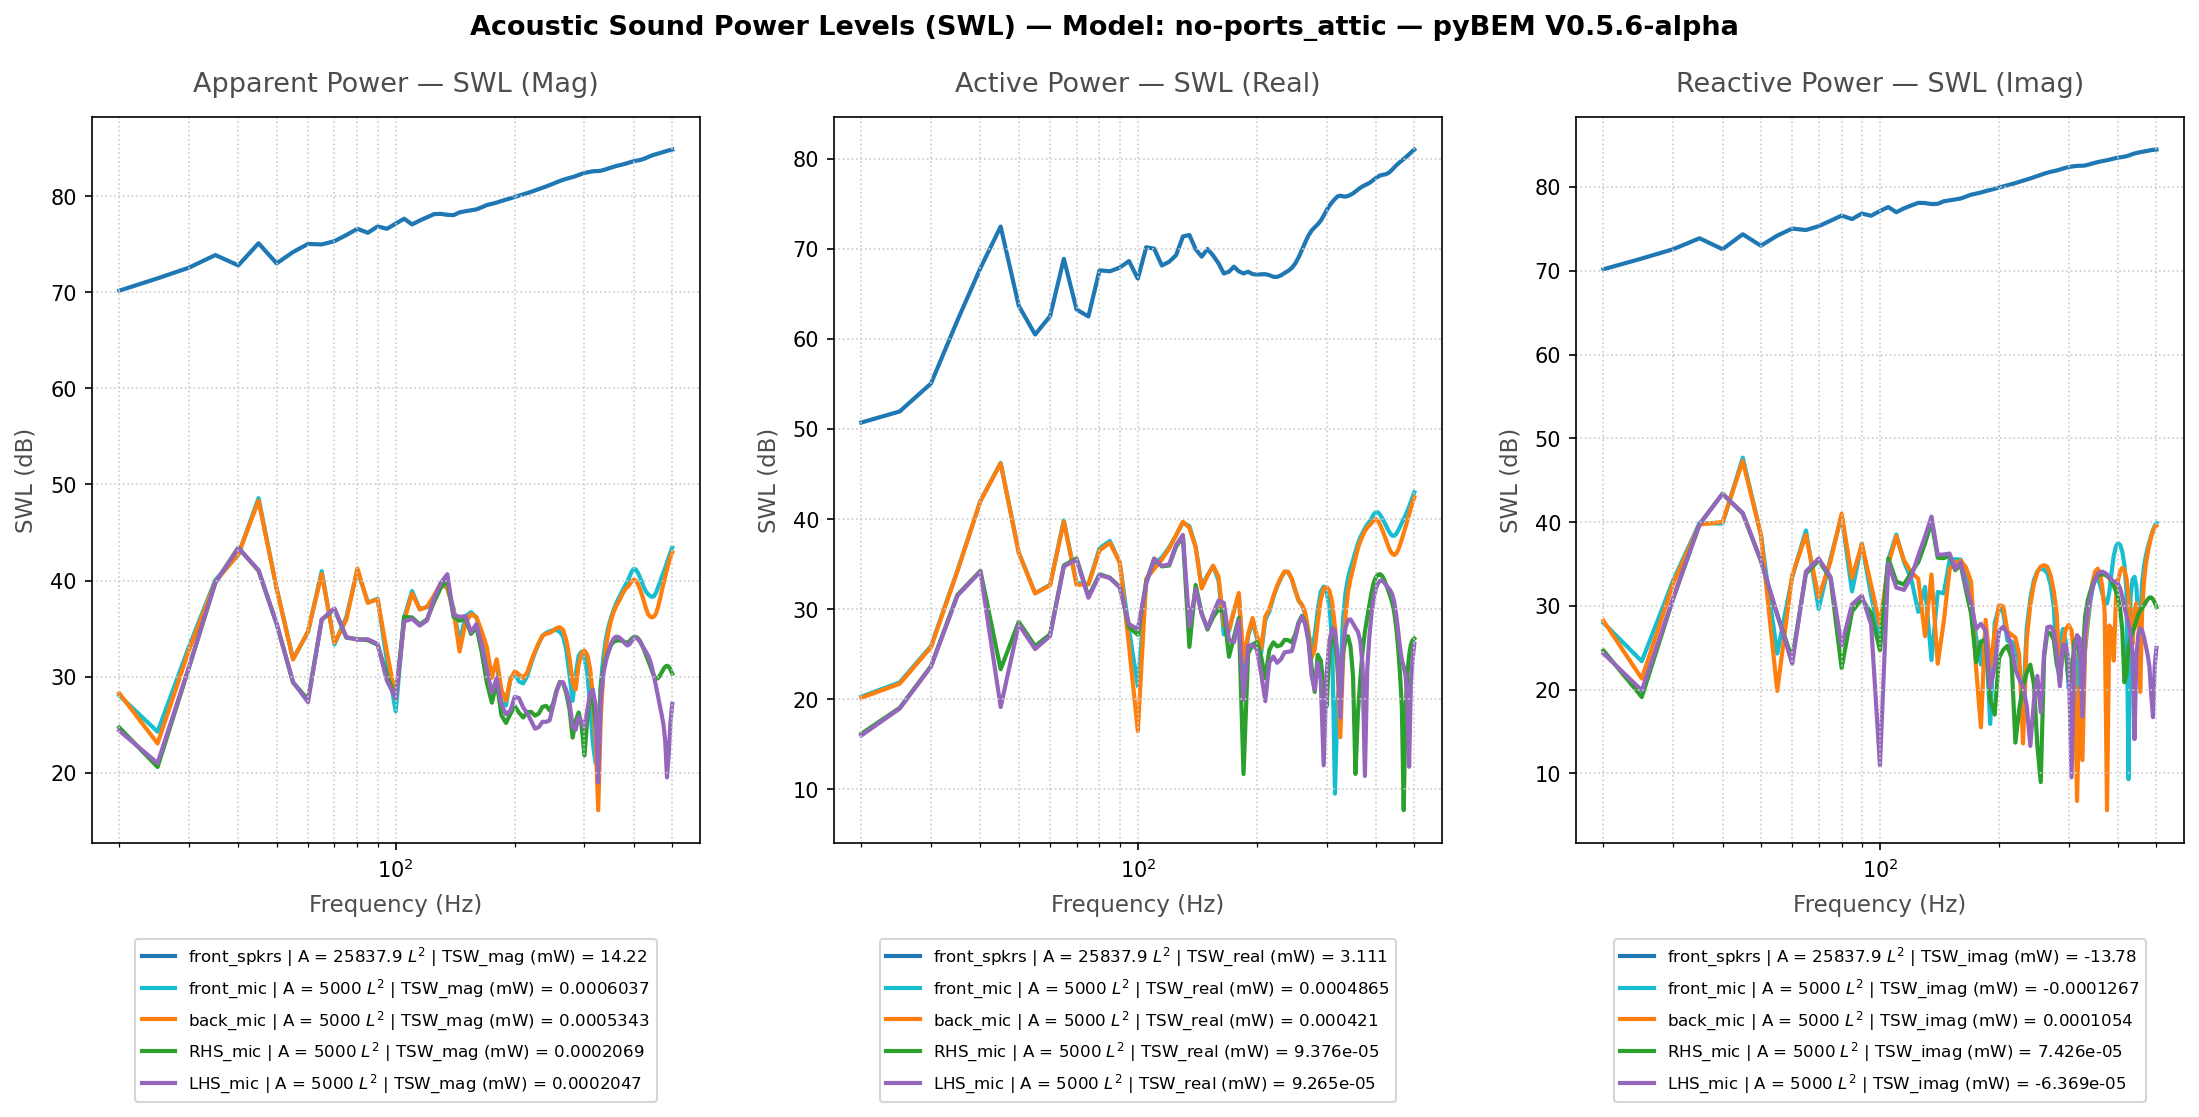 Acoustic Sound Power Levels (SWL) — Model: no-ports_attic — pyBEM V0.5.6-alpha
Apparent Power — SWL (Mag)
80
70
60
50
40
30
20
SWL (dB)
10²
Frequency (Hz)
front_spkrs | A = 25837.9 L² | TSW_mag (mW) = 14.22
front_mic | A = 5000 L² | TSW_mag (mW) = 0.0006037
back_mic | A = 5000 L² | TSW_mag (mW) = 0.0005343
RHS_mic | A = 5000 L² | TSW_mag (mW) = 0.0002069
LHS_mic | A = 5000 L² | TSW_mag (mW) = 0.0002047
Active Power — SWL (Real)
80
70
60
50
40
30
20
10
SWL (dB)
10²
Frequency (Hz)
front_spkrs | A = 25837.9 L² | TSW_real (mW) = 3.111
front_mic | A = 5000 L² | TSW_real (mW) = 0.0004865
back_mic | A = 5000 L² | TSW_real (mW) = 0.000421
RHS_mic | A = 5000 L² | TSW_real (mW) = 9.376e-05
LHS_mic | A = 5000 L² | TSW_real (mW) = 9.265e-05
Reactive Power — SWL (Imag)
80
70
60
50
40
30
20
10
SWL (dB)
10²
Frequency (Hz)
front_spkrs | A = 25837.9 L² | TSW_imag (mW) = -13.78
front_mic | A = 5000 L² | TSW_imag (mW) = -0.0001267
back_mic | A = 5000 L² | TSW_imag (mW) = 0.0001054
RHS_mic | A = 5000 L² | TSW_imag (mW) = 7.426e-05
LHS_mic | A = 5000 L² | TSW_imag (mW) = -6.369e-05